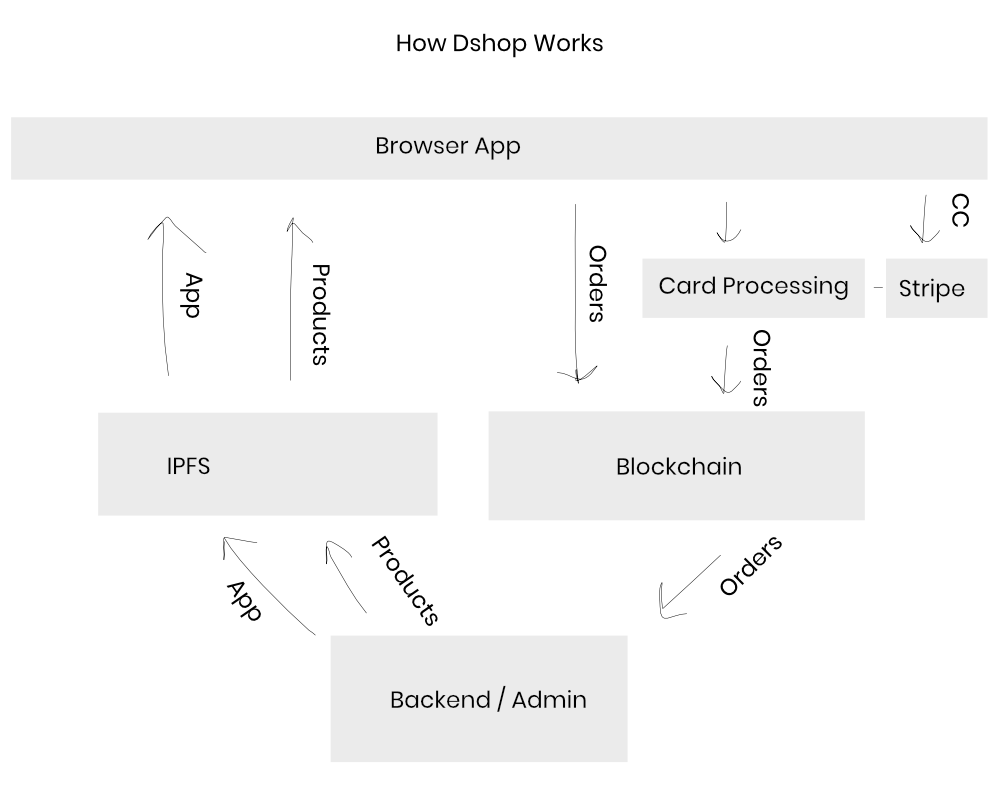 How Dshop Works
Browser App
App
Products
Orders
CC
Card Processing
Stripe
Orders
IPFS
Blockchain
App
Products
Orders
Backend / Admin